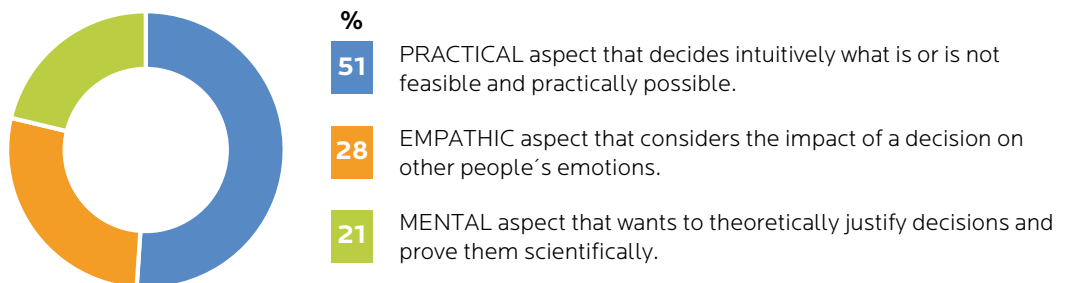 %
51
PRACTICAL aspect that decides intuitively what is or is not
feasible and practically possible.
28
EMPATHIC aspect that considers the impact of a decision on
other people´s emotions.
21
MENTAL aspect that wants to theoretically justify decisions and
prove them scientifically.